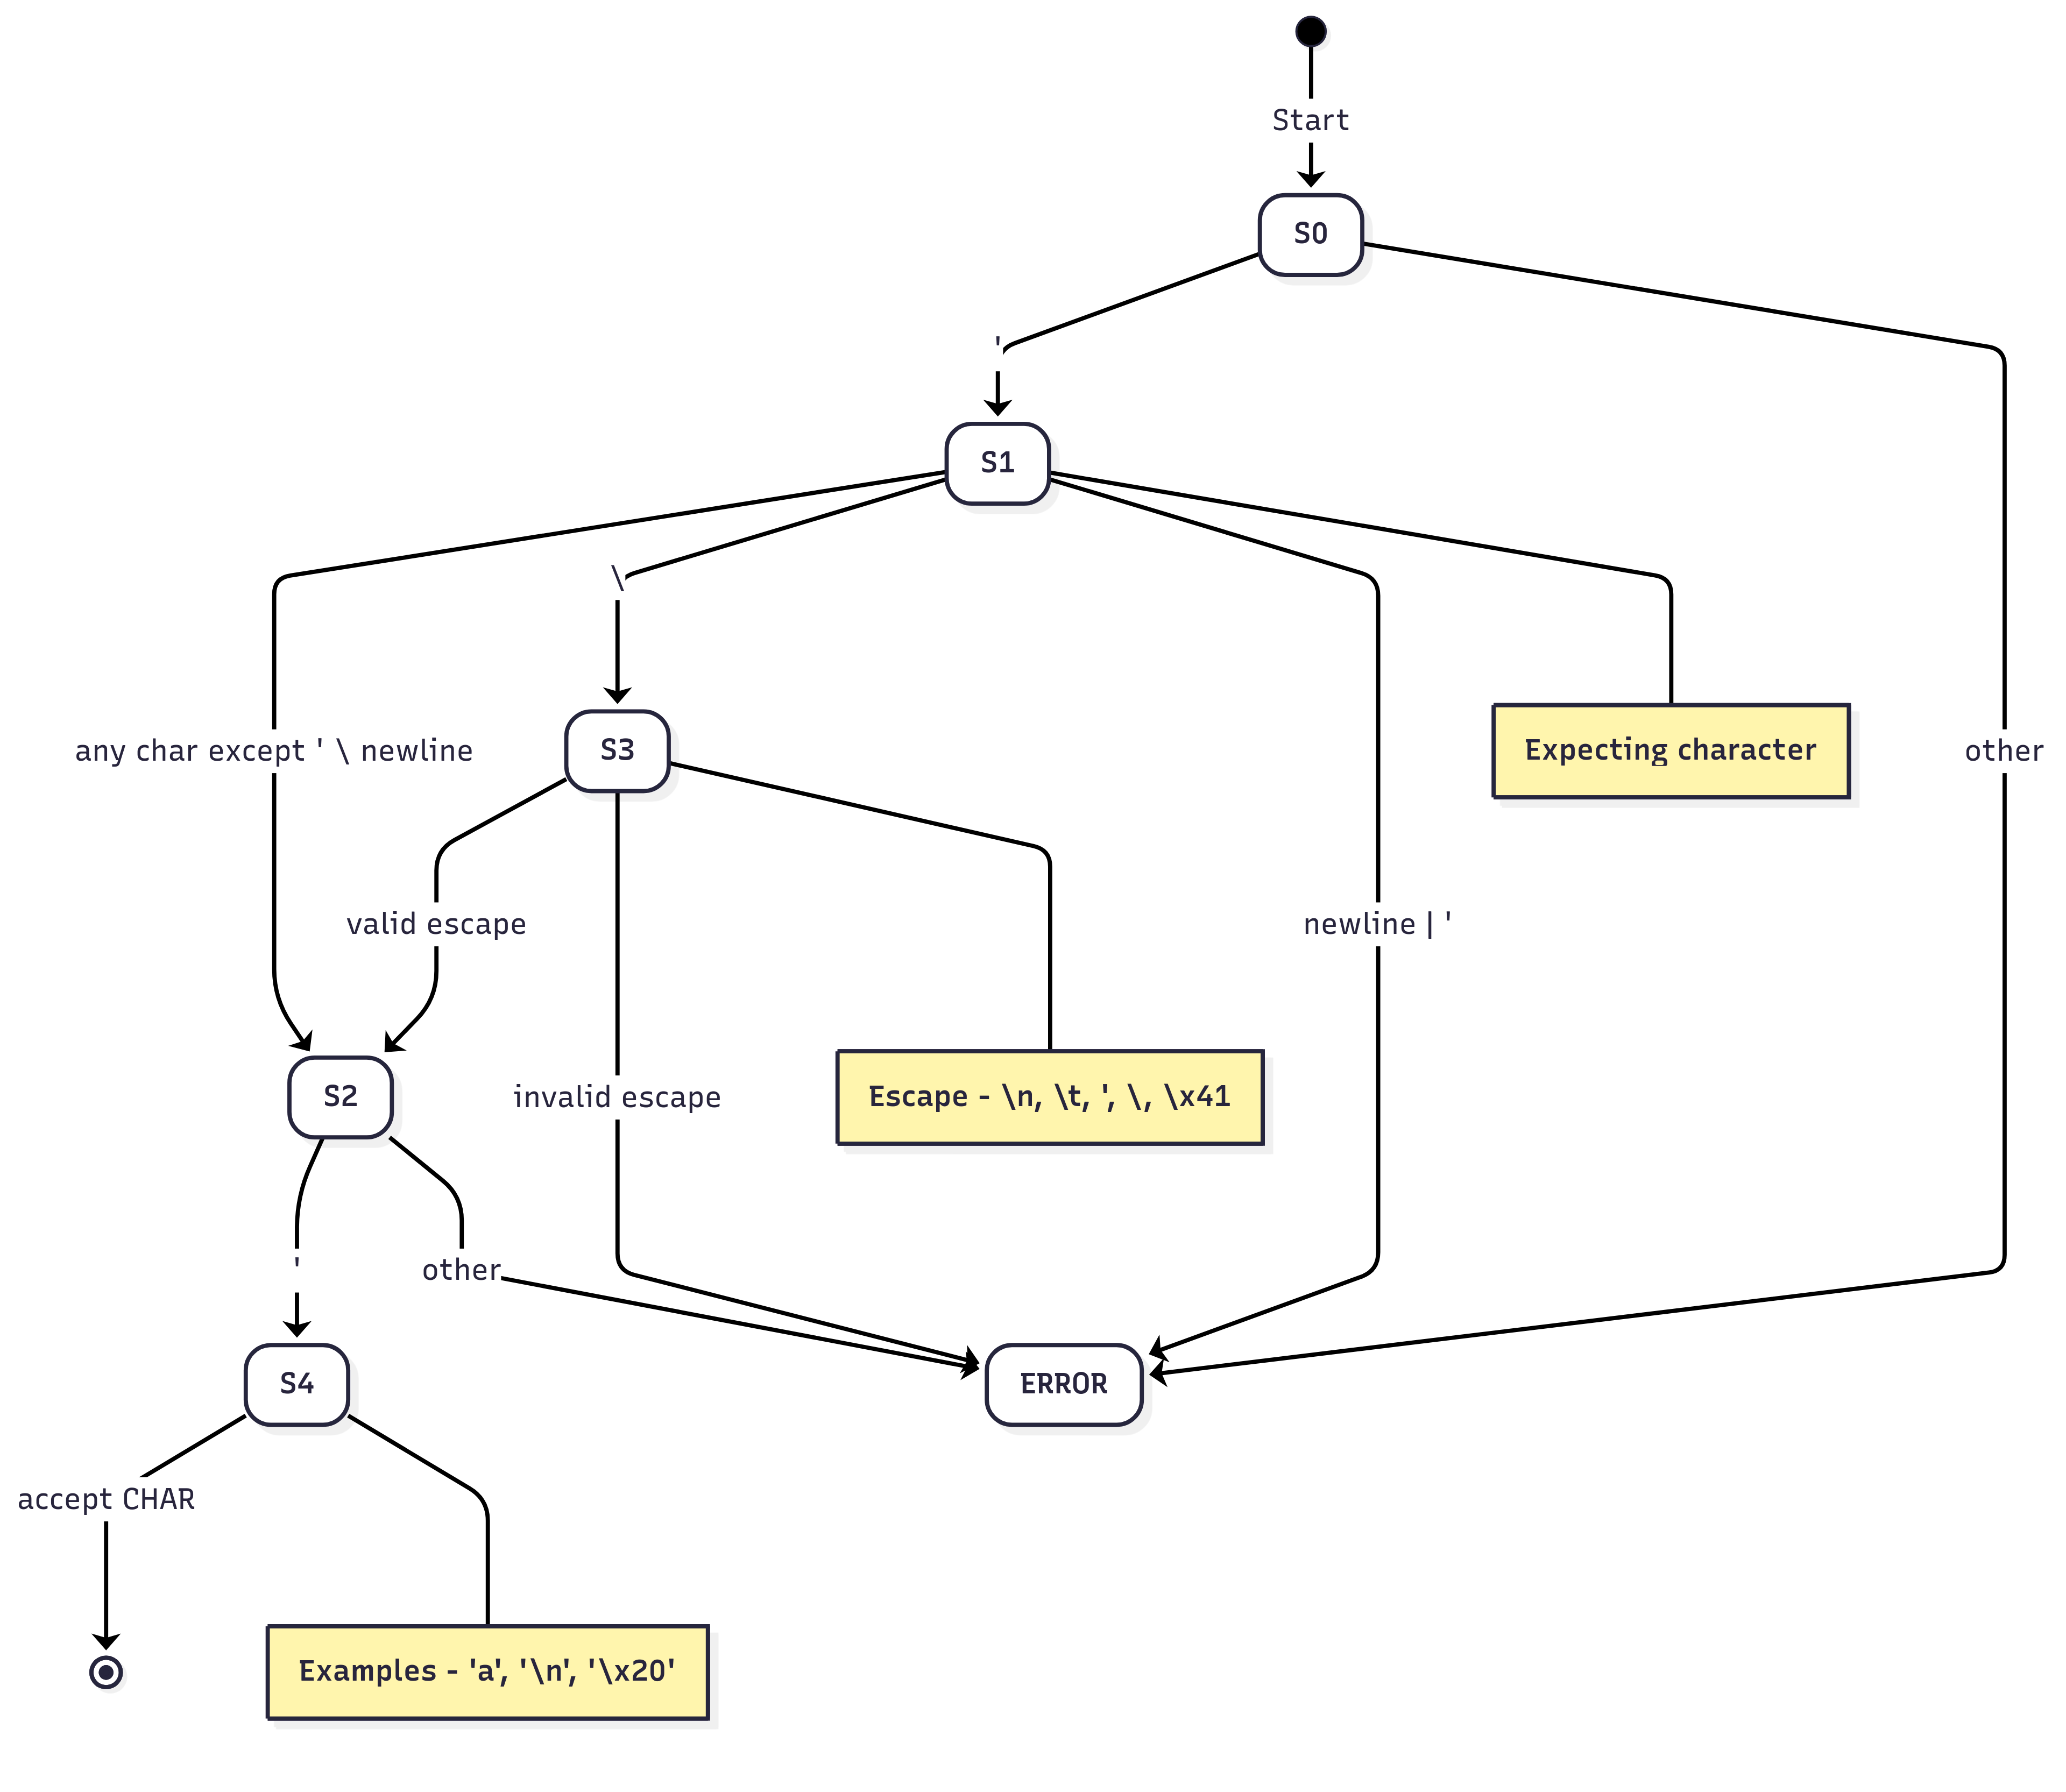 Start
S0
'
S1
\
any char except ' \ newline
S3
Expecting character
other
valid escape
newline | '
S2
invalid escape
Escape - \n, \t, ', \, \x41
'
other
S4
ERROR
accept CHAR
Examples - 'a', '\n', '\x20'